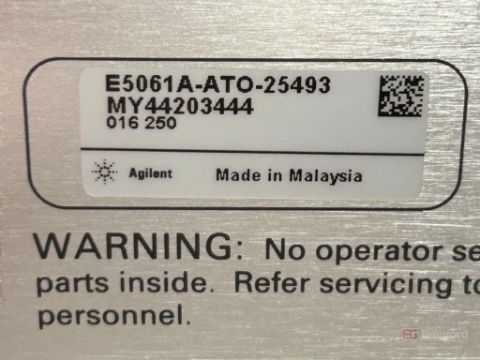 E5061A-ATO-25493
MY44203444
016 250
Agilent Made in Malaysia
WARNING: No operator se
parts inside. Refer servicing to
personnel.